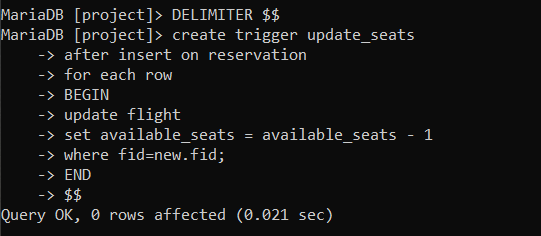 MariaDB [project]> DELIMITER $$
MariaDB [project]> create trigger update_seats
    -> after insert on reservation
    -> for each row
    -> BEGIN
    -> update flight
    -> set available_seats = available_seats - 1
    -> where fid=new.fid;
    -> END
    -> $$
Query OK, 0 rows affected (0.021 sec)